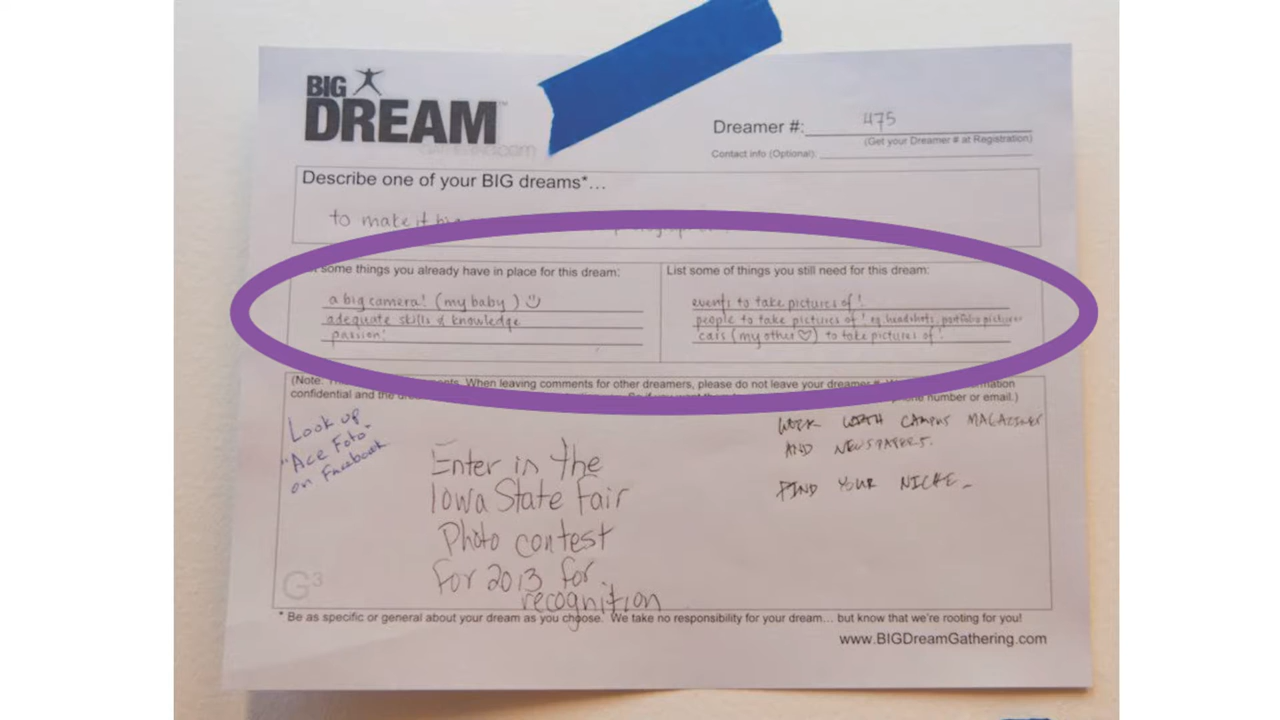 BIG
DREAM™
Dreamer #: 475
(Get your Dreamer # at Registration)
Contact info (Optional):
Describe one of your BIG dreams*…
to make it
some things you already have in place for this dream:
a big camera! (my baby) ☺
adequate skills & knowledge
passion!
List some of things you still need for this dream:
events to take pictures of!
people to take pictures of! eg headshots, portfolio pictures
cars (my other ♡) to take pictures of!
(Note: When leaving comments for other dreamers, please do not leave your dreamer
confidential and the number or email.)
Look up
"Ace Foto"
on Facebook
Enter in the
Iowa State Fair
Photo contest
for 2013 for
recognition
WORK WITH CAMPUS MAGAZINES
AND NEWSPAPERS.
FIND YOUR NICHE.
G³
* Be as specific or general about your dream as you choose. We take no responsibility for your dream… but know that we're rooting for you!
www.BIGDreamGathering.com